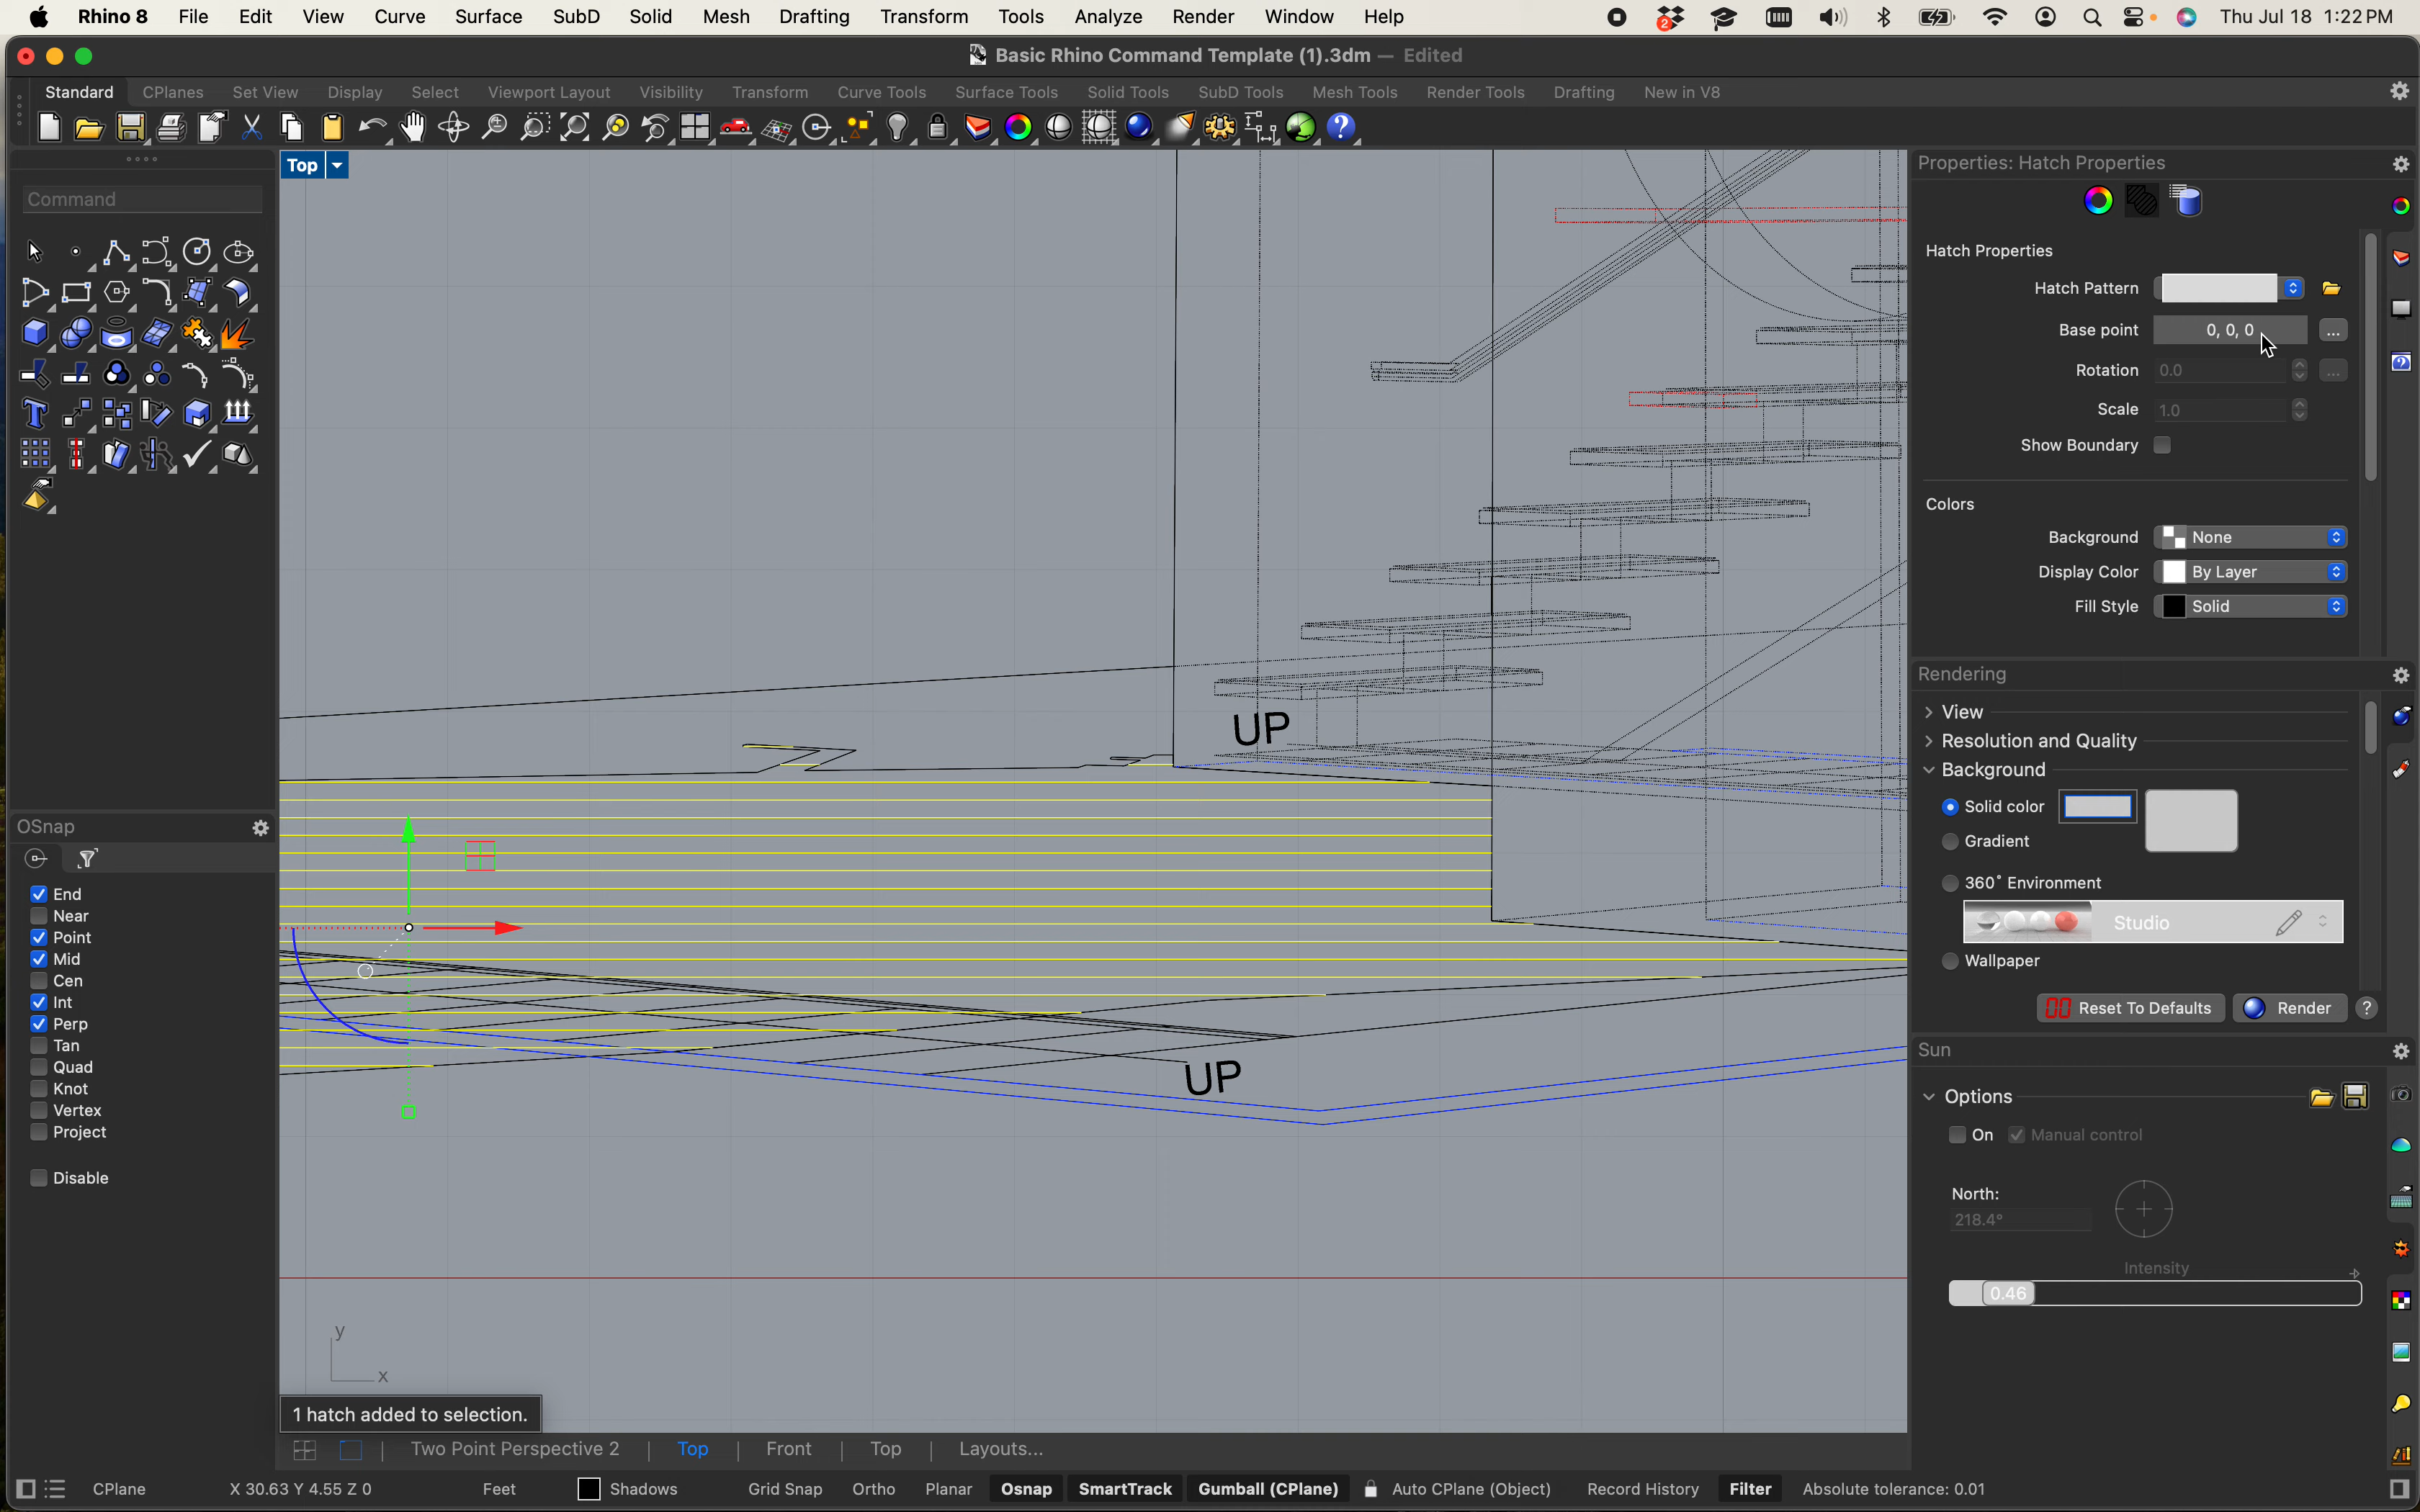 Rhino 8 File Edit View Curve Surface SubD Solid Mesh Drafting Transform Tools Analyze Render Window Help 2 Thu Jul 18 1:22 PM
Basic Rhino Command Template (1).3dm — Edited
Standard CPlanes Set View Display Select Viewport Layout Visibility Transform Curve Tools Surface Tools Solid Tools SubD Tools Mesh Tools Render Tools Drafting New in V8
Top
Command
Properties: Hatch Properties
Hatch Properties
Hatch Pattern
Base point 0, 0, 0 ...
Rotation 0.0 ...
Scale 1.0
Show Boundary
Colors
Background None
Display Color By Layer
Fill Style Solid
Rendering
View
Resolution and Quality
Background
Solid color
Gradient
360° Environment
Studio
Wallpaper
Reset To Defaults Render ?
Sun
Options
On Manual control
North:
218.4°
Intensity
0.46
UP
UP
OSnap
End
Near
Point
Mid
Cen
Int
Perp
Tan
Quad
Knot
Vertex
Project
Disable
y
x
1 hatch added to selection.
Two Point Perspective 2 | Top | Front | Top | Layouts...
CPlane X 30.63 Y 4.55 Z 0 Feet Shadows Grid Snap Ortho Planar Osnap SmartTrack Gumball (CPlane) Auto CPlane (Object) Record History Filter Absolute tolerance: 0.01